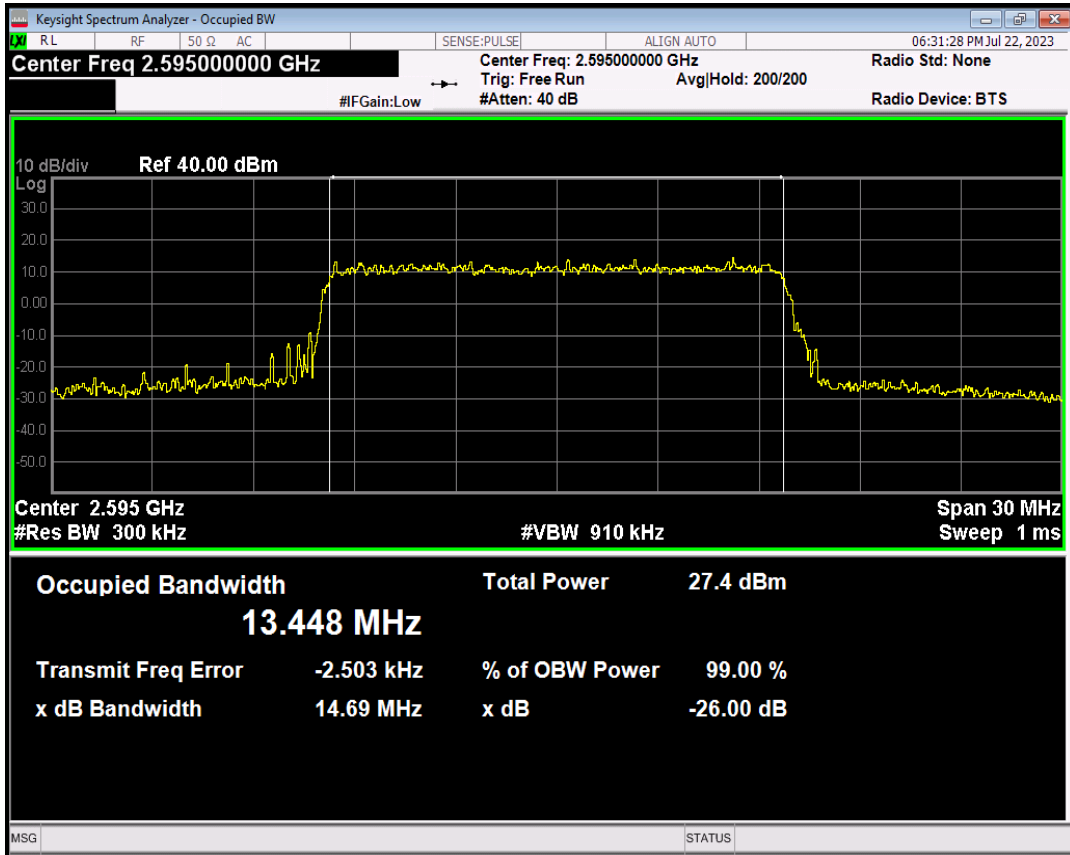 Keysight Spectrum Analyzer - Occupied BW
LXI RL RF 50 Ω AC SENSE:PULSE ALIGN AUTO 06:31:28 PM Jul 22, 2023
Center Freq 2.595000000 GHz Center Freq: 2.595000000 GHz Radio Std: None
Trig: Free Run Avg|Hold: 200/200
#IFGain:Low #Atten: 40 dB Radio Device: BTS
10 dB/div Ref 40.00 dBm
Log
30.0
20.0
10.0
0.00
-10.0
-20.0
-30.0
-40.0
-50.0
Center 2.595 GHz Span 30 MHz
#Res BW 300 kHz #VBW 910 kHz Sweep 1 ms
Occupied Bandwidth Total Power 27.4 dBm
13.448 MHz
Transmit Freq Error -2.503 kHz % of OBW Power 99.00 %
x dB Bandwidth 14.69 MHz x dB -26.00 dB
MSG STATUS